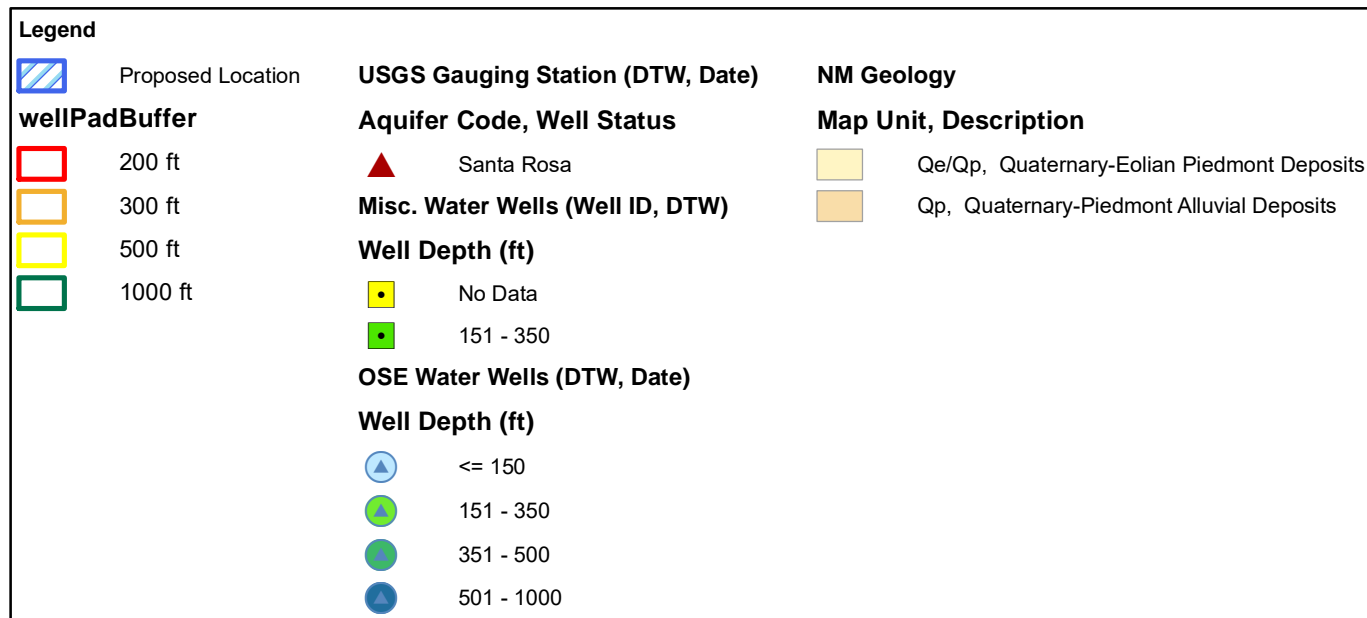 Legend
Proposed Location
wellPadBuffer
200 ft
300 ft
500 ft
1000 ft
USGS Gauging Station (DTW, Date)
Aquifer Code, Well Status
Santa Rosa
Misc. Water Wells (Well ID, DTW)
Well Depth (ft)
No Data
151 - 350
OSE Water Wells (DTW, Date)
Well Depth (ft)
<= 150
151 - 350
351 - 500
501 - 1000
NM Geology
Map Unit, Description
Qe/Qp, Quaternary-Eolian Piedmont Deposits
Qp, Quaternary-Piedmont Alluvial Deposits